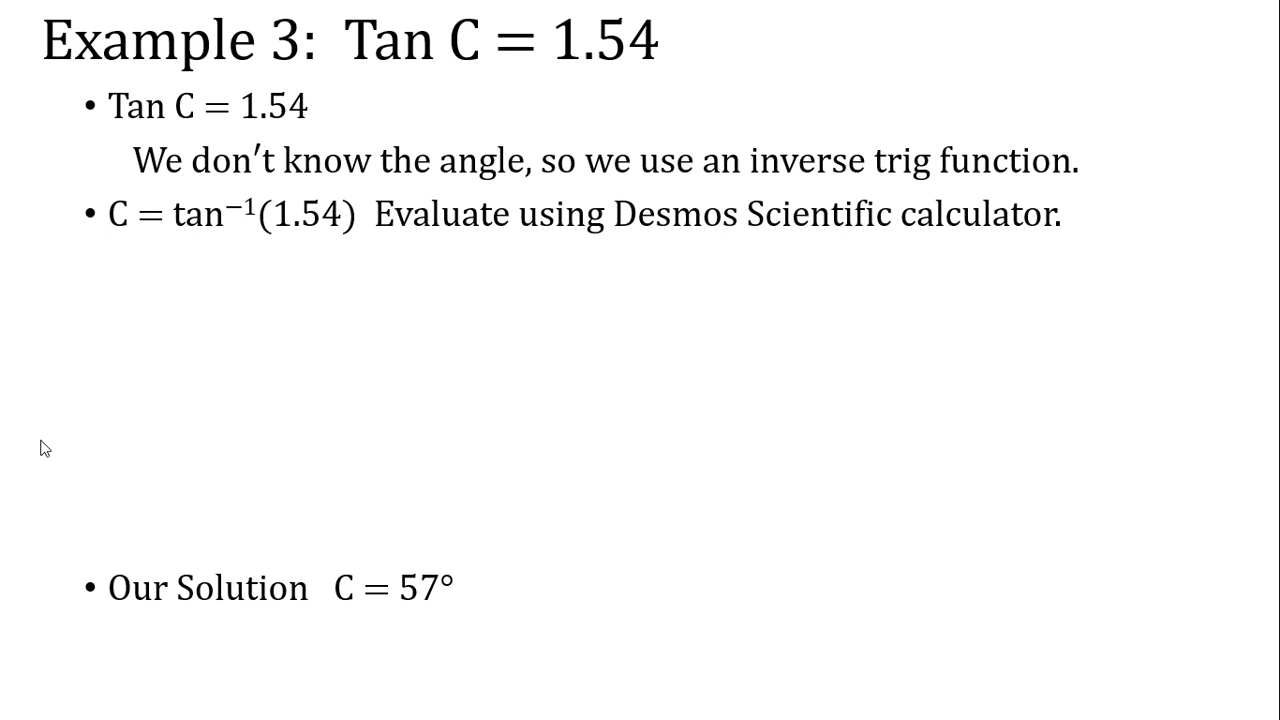 Example 3: Tan C = 1.54
• Tan C = 1.54
We don′t know the angle, so we use an inverse trig function.
• C = tan⁻¹(1.54) Evaluate using Desmos Scientific calculator.
• Our Solution C = 57°